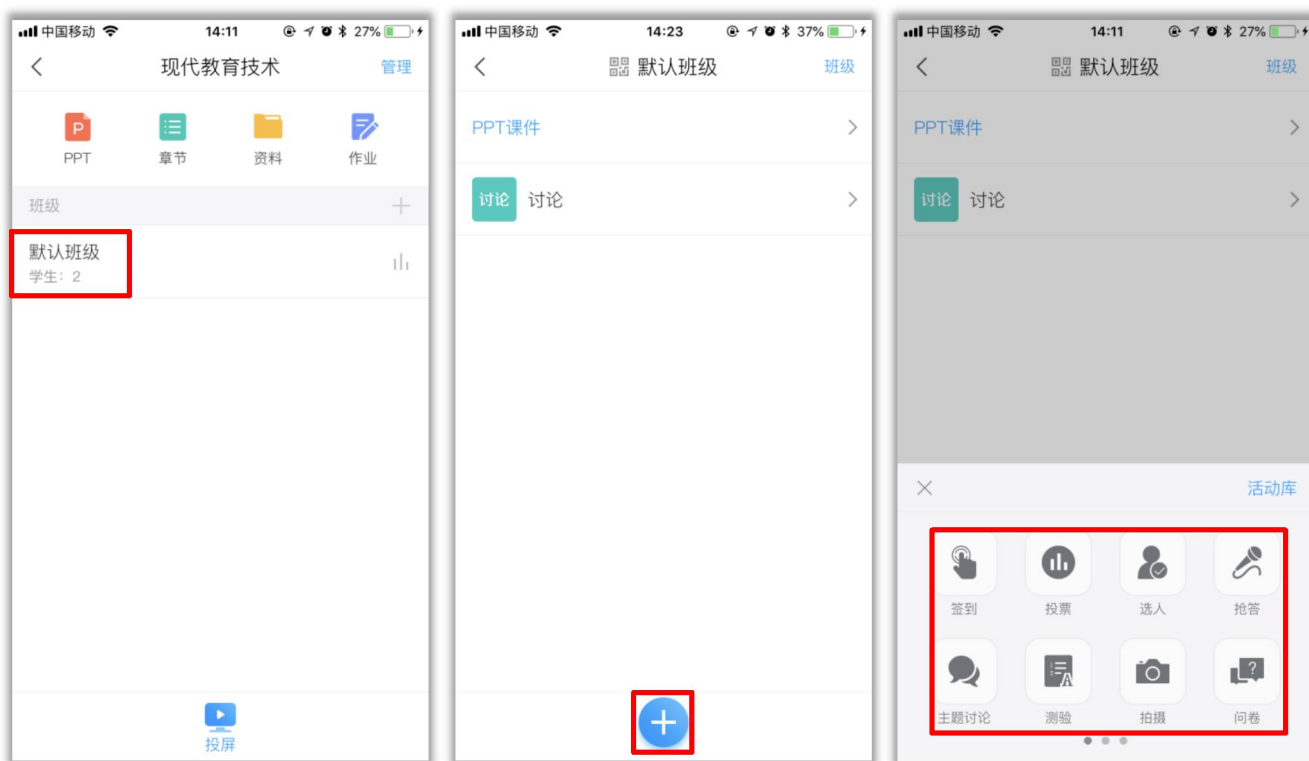 中国移动 14:11 27%
现代教育技术 管理
P
PPT 章节 资料 作业
班级
默认班级
学生：2
投屏
中国移动 14:23 37%
默认班级 班级
PPT课件
讨论 讨论
中国移动 14:11 27%
默认班级 班级
PPT课件
讨论 讨论
活动库
签到 投票 选人 抢答
主题讨论 测验 拍摄 问卷